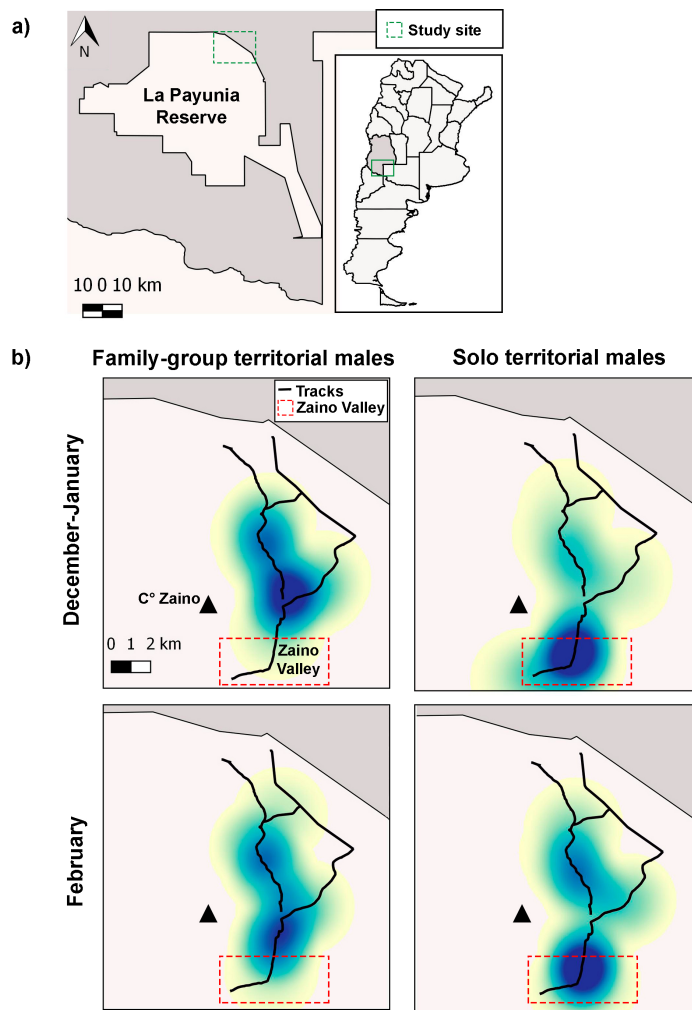 a)
N
Study site
La Payunia
Reserve
10 0 10 km
b)
Family-group territorial males
Solo territorial males
December-January
Tracks
Zaino Valley
C° Zaino
0 1 2 km
Zaino
Valley
February